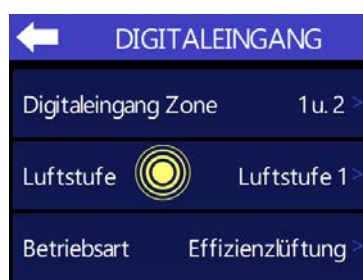 DIGITALEINGANG
Digitaleingang Zone 1 u. 2 >
Luftstufe Luftstufe 1 >
Betriebsart Effizienzlüftung >